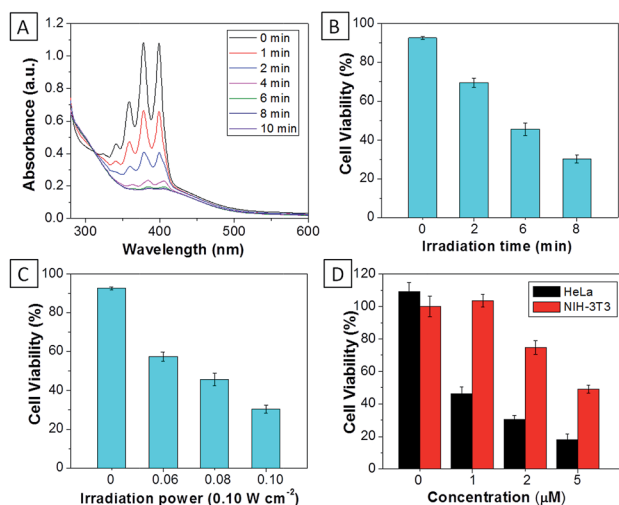 A
0 min
1 min
2 min
4 min
6 min
8 min
10 min
1.2
1.0
0.8
0.6
0.4
0.2
0.0
Absorbance (a.u.)
300
400
500
600
Wavelength (nm)
B
100
80
60
40
20
0
Cell Viability (%)
0 2 6 8
Irradiation time (min)
C
100
80
60
40
20
0
Cell Viability (%)
0 0.06 0.08 0.10
Irradiation power (0.10 W cm⁻²)
D
HeLa
NIH-3T3
120
100
80
60
40
20
0
Cell Viability (%)
0 1 2 5
Concentration (μM)